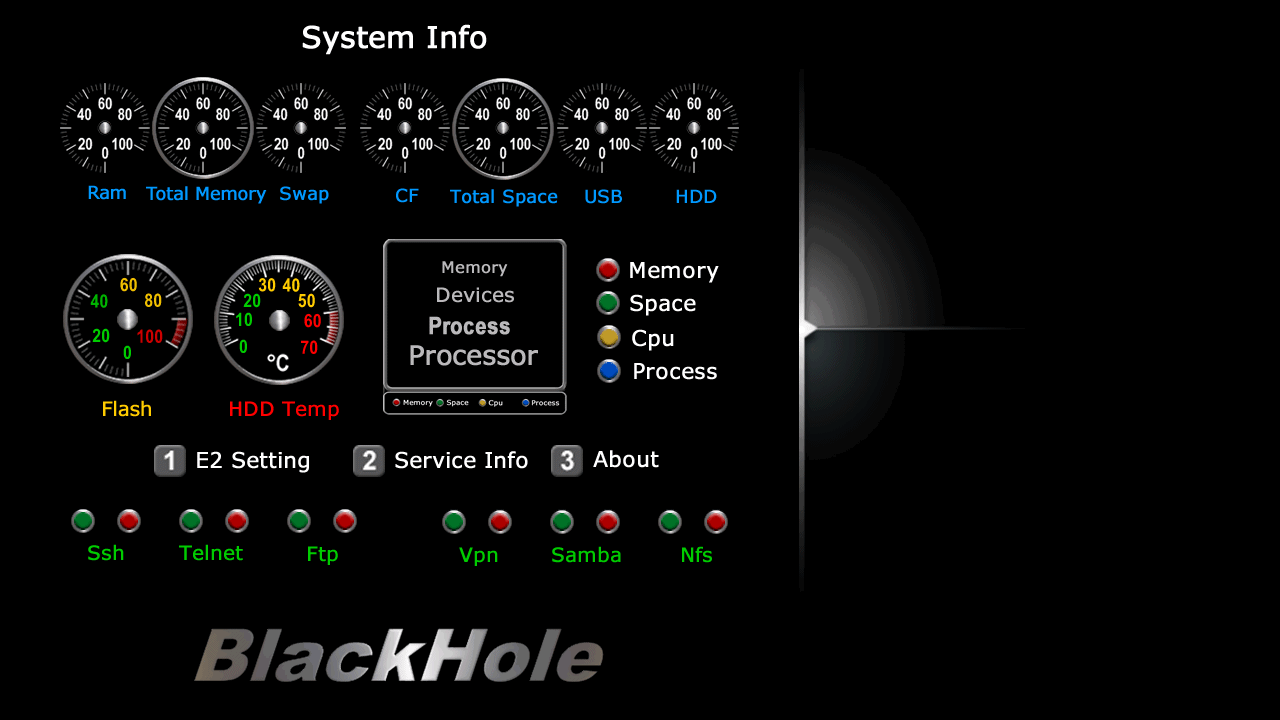 System Info
60 60 60 60 60 60 60
40 80 40 80 40 80 40 80 40 80 40 80 40 80
20 100 20 100 20 100 20 100 20 100 20 100 20 100
0 0 0 0 0 0 0
Ram Total Memory Swap CF Total Space USB HDD
60
40 80
20 100
0
Flash
30 40
20 50
10 60
0 70
°C
HDD Temp
Memory
Devices
Process
Processor
Memory Space Cpu Process
Memory
Space
Cpu
Process
1 E2 Setting 2 Service Info 3 About
Ssh Telnet Ftp Vpn Samba Nfs
BlackHole